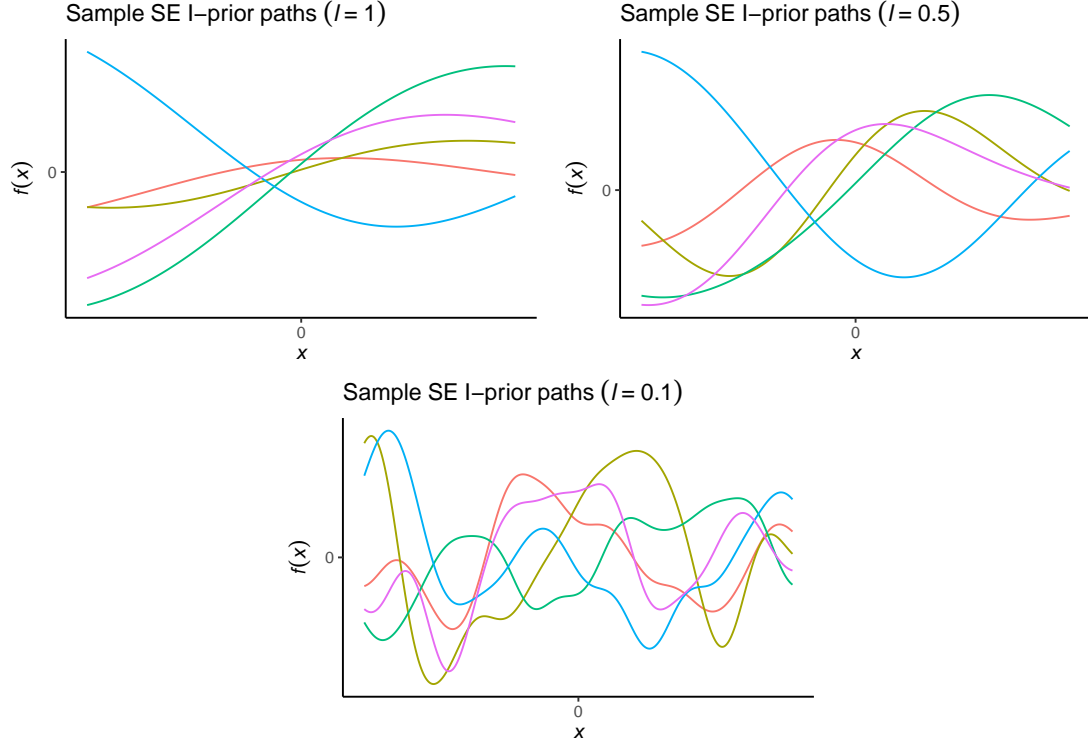 Sample SE I−prior paths (l = 1)
f(x)
0
0
x
Sample SE I−prior paths (l = 0.5)
f(x)
0
0
x
Sample SE I−prior paths (l = 0.1)
f(x)
0
0
x